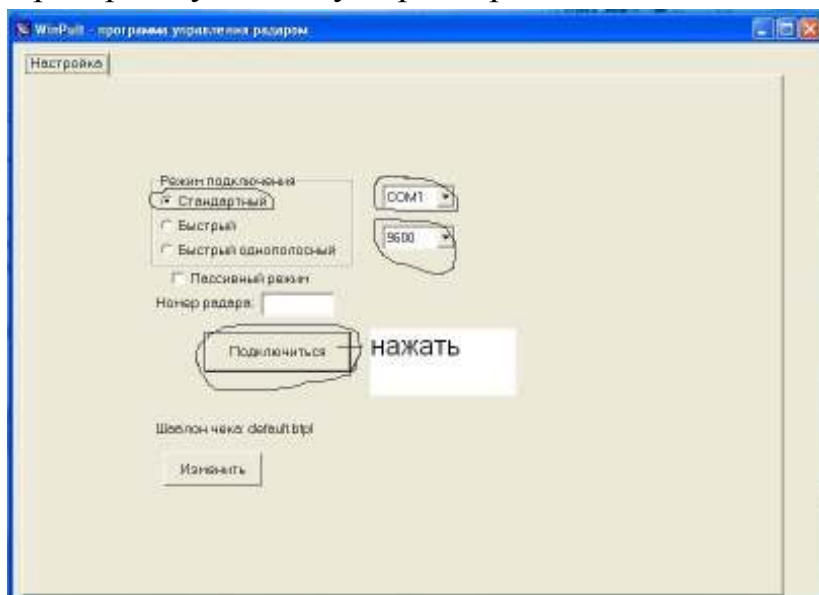 WinPult - программа управления радаром
Настройка
Режим подключения
Стандартный
COM1
Быстрый
9600
Быстрый однополосный
Пассивный режим
Номер радара:
Подключиться
нажать
Шаблон чека: default.btpl
Изменить